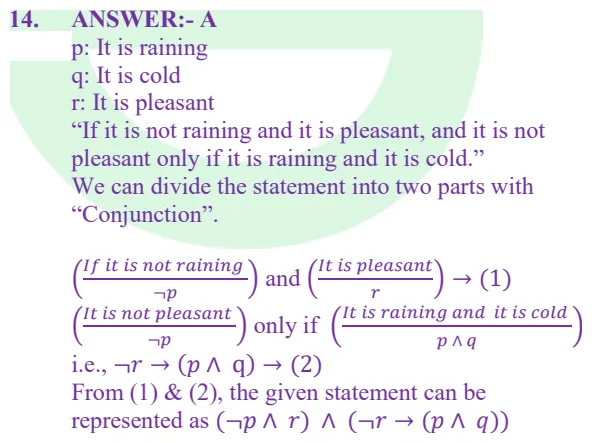 14. ANSWER:- A
p: It is raining
q: It is cold
r: It is pleasant
“If it is not raining and it is pleasant, and it is not
pleasant only if it is raining and it is cold.”
We can divide the statement into two parts with
“Conjunction”.
(If it is not raining / ¬p) and (It is pleasant / r) → (1)
(It is not pleasant / ¬p) only if (It is raining and it is cold / p ∧ q)
i.e., ¬r → (p ∧ q) → (2)
From (1) & (2), the given statement can be
represented as (¬p ∧ r) ∧ (¬r → (p ∧ q))